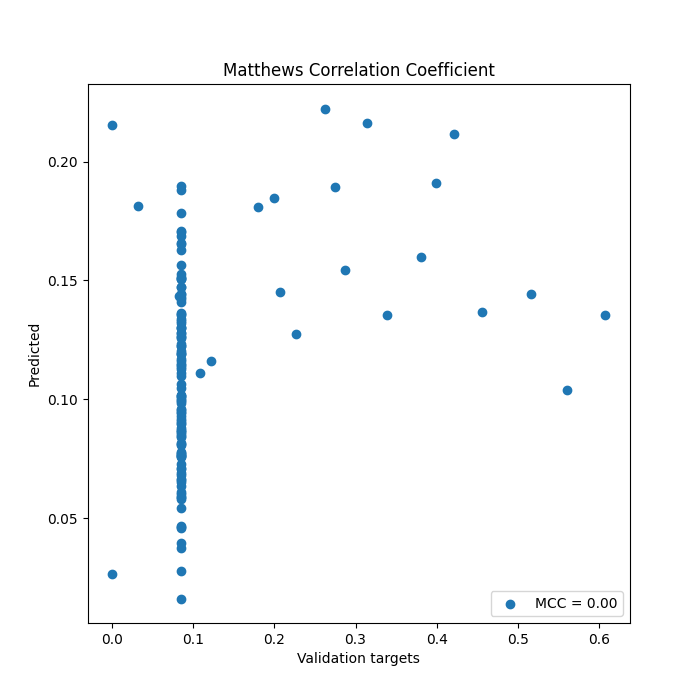 Matthews Correlation Coefficient
Predicted
0.20
0.15
0.10
0.05
MCC = 0.00
0.0 0.1 0.2 0.3 0.4 0.5 0.6
Validation targets